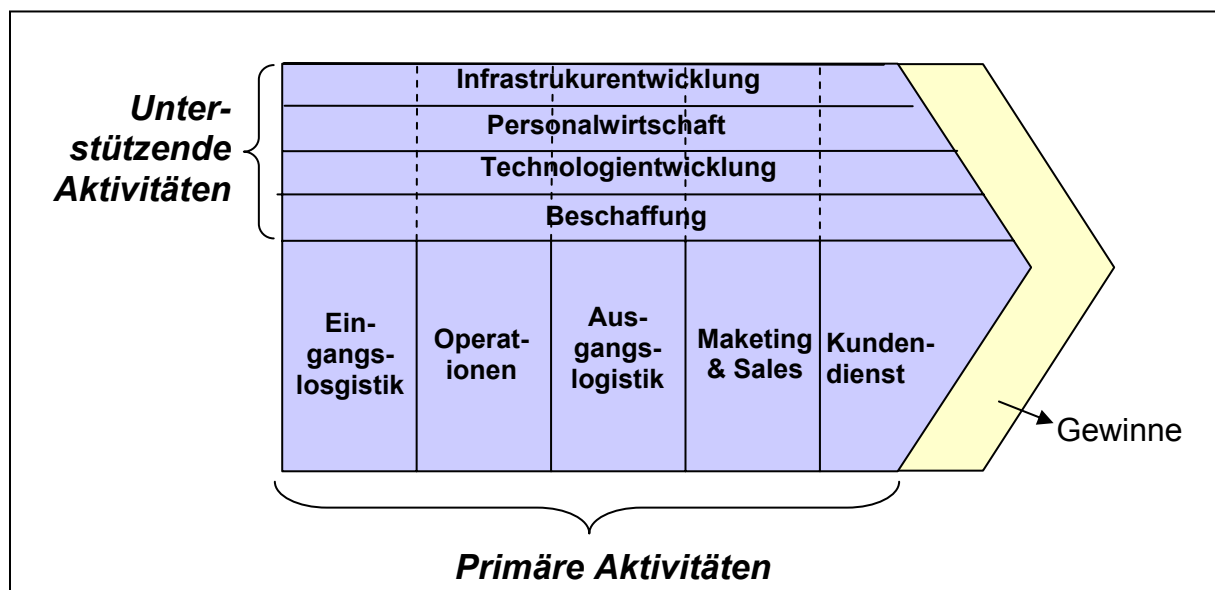 Unter-
stützende
Aktivitäten
Infrastrukurentwicklung
Personalwirtschaft
Technologientwicklung
Beschaffung
Ein-
gangs-
losgistik
Operat-
ionen
Aus-
gangs-
logistik
Maketing
& Sales
Kunden-
dienst
Gewinne
Primäre Aktivitäten